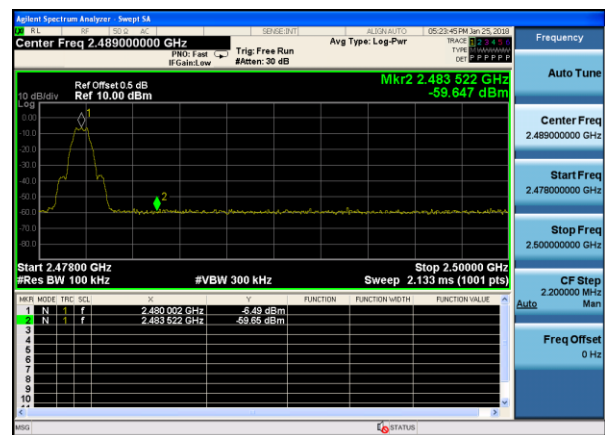 Agilent Spectrum Analyzer - Swept SA
RL RF 50 Ω AC SENSE:INT ALIGN AUTO 05:23:45 PM Jan 25, 2018
Center Freq 2.489000000 GHz
PNO: Fast
IFGain:Low
Trig: Free Run
#Atten: 30 dB
Avg Type: Log-Pwr
TRACE 1 2 3 4 5 6
TYPE
DET P P P P P P
Mkr2 2.483 522 GHz
-59.647 dBm
Ref Offset 0.5 dB
10 dB/div Ref 10.00 dBm
Log
0.00
-10.0
-20.0
-30.0
-40.0
-50.0
-60.0
-70.0
-80.0
1
2
Start 2.47800 GHz Stop 2.50000 GHz
#Res BW 100 kHz #VBW 300 kHz Sweep 2.133 ms (1001 pts)
MKR MODE TRC SCL X Y FUNCTION FUNCTION WIDTH FUNCTION VALUE
1 N 1 f 2.480 002 GHz -6.49 dBm
2 N 1 f 2.483 522 GHz -59.65 dBm
3
4
5
6
7
8
9
10
MSG STATUS
Frequency
Auto Tune
Center Freq
2.489000000 GHz
Start Freq
2.478000000 GHz
Stop Freq
2.500000000 GHz
CF Step
2.200000 MHz
Auto Man
Freq Offset
0 Hz